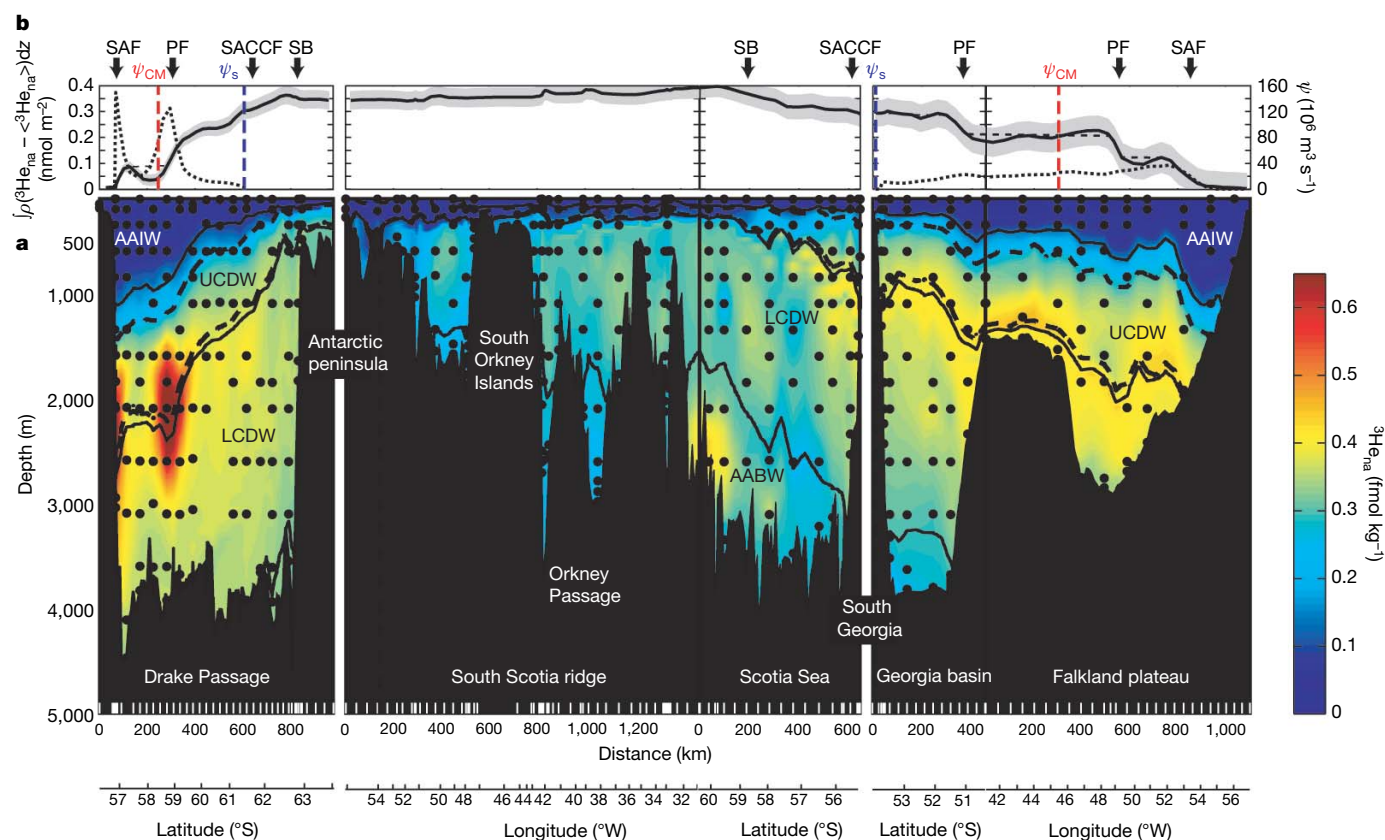 b
SAF PF SACCF SB SB SACCF PF PF SAF
ψCM ψs ψs ψCM
∫ρ(³Hena – <³Hena>)dz
(nmol m⁻²)
0.4
0.3
0.2
0.1
0
160
120
80
40
0
ψ (10⁶ m³ s⁻¹)
a
AAIW UCDW LCDW
Antarctic
peninsula
South
Orkney
Islands
LCDW
AABW
Orkney
Passage
South
Georgia
UCDW
AAIW
Depth (m)
500
1,000
2,000
3,000
4,000
5,000
Drake Passage South Scotia ridge Scotia Sea Georgia basin Falkland plateau
0 200 400 600 800 0 200 400 600 800 1,000 1,200 0 200 400 600 0 200 400 200 400 600 800 1,000
Distance (km)
57 58 59 60 61 62 63 54 52 50 48 46 44 42 40 38 36 34 32 60 59 58 56 53 52 51 42 44 46 48 50 52 54 56
Latitude (°S) Longitude (°W) Latitude (°S) Latitude (°S) Longitude (°W)
0.6
0.5
0.4
0.3
0.2
0.1
0
³Hena (fmol kg⁻¹)